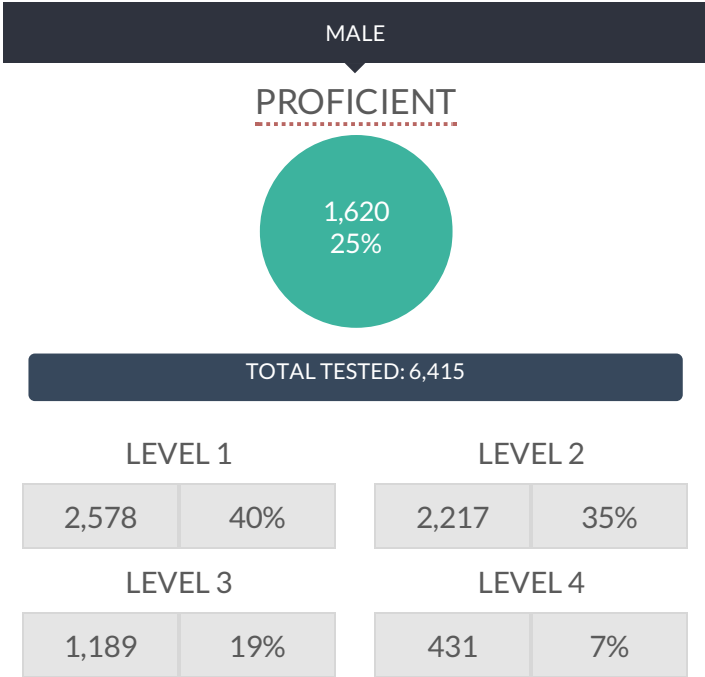 MALE
PROFICIENT
1,620
25%
TOTAL TESTED: 6,415
LEVEL 1
2,578 40%
LEVEL 2
2,217 35%
LEVEL 3
1,189 19%
LEVEL 4
431 7%